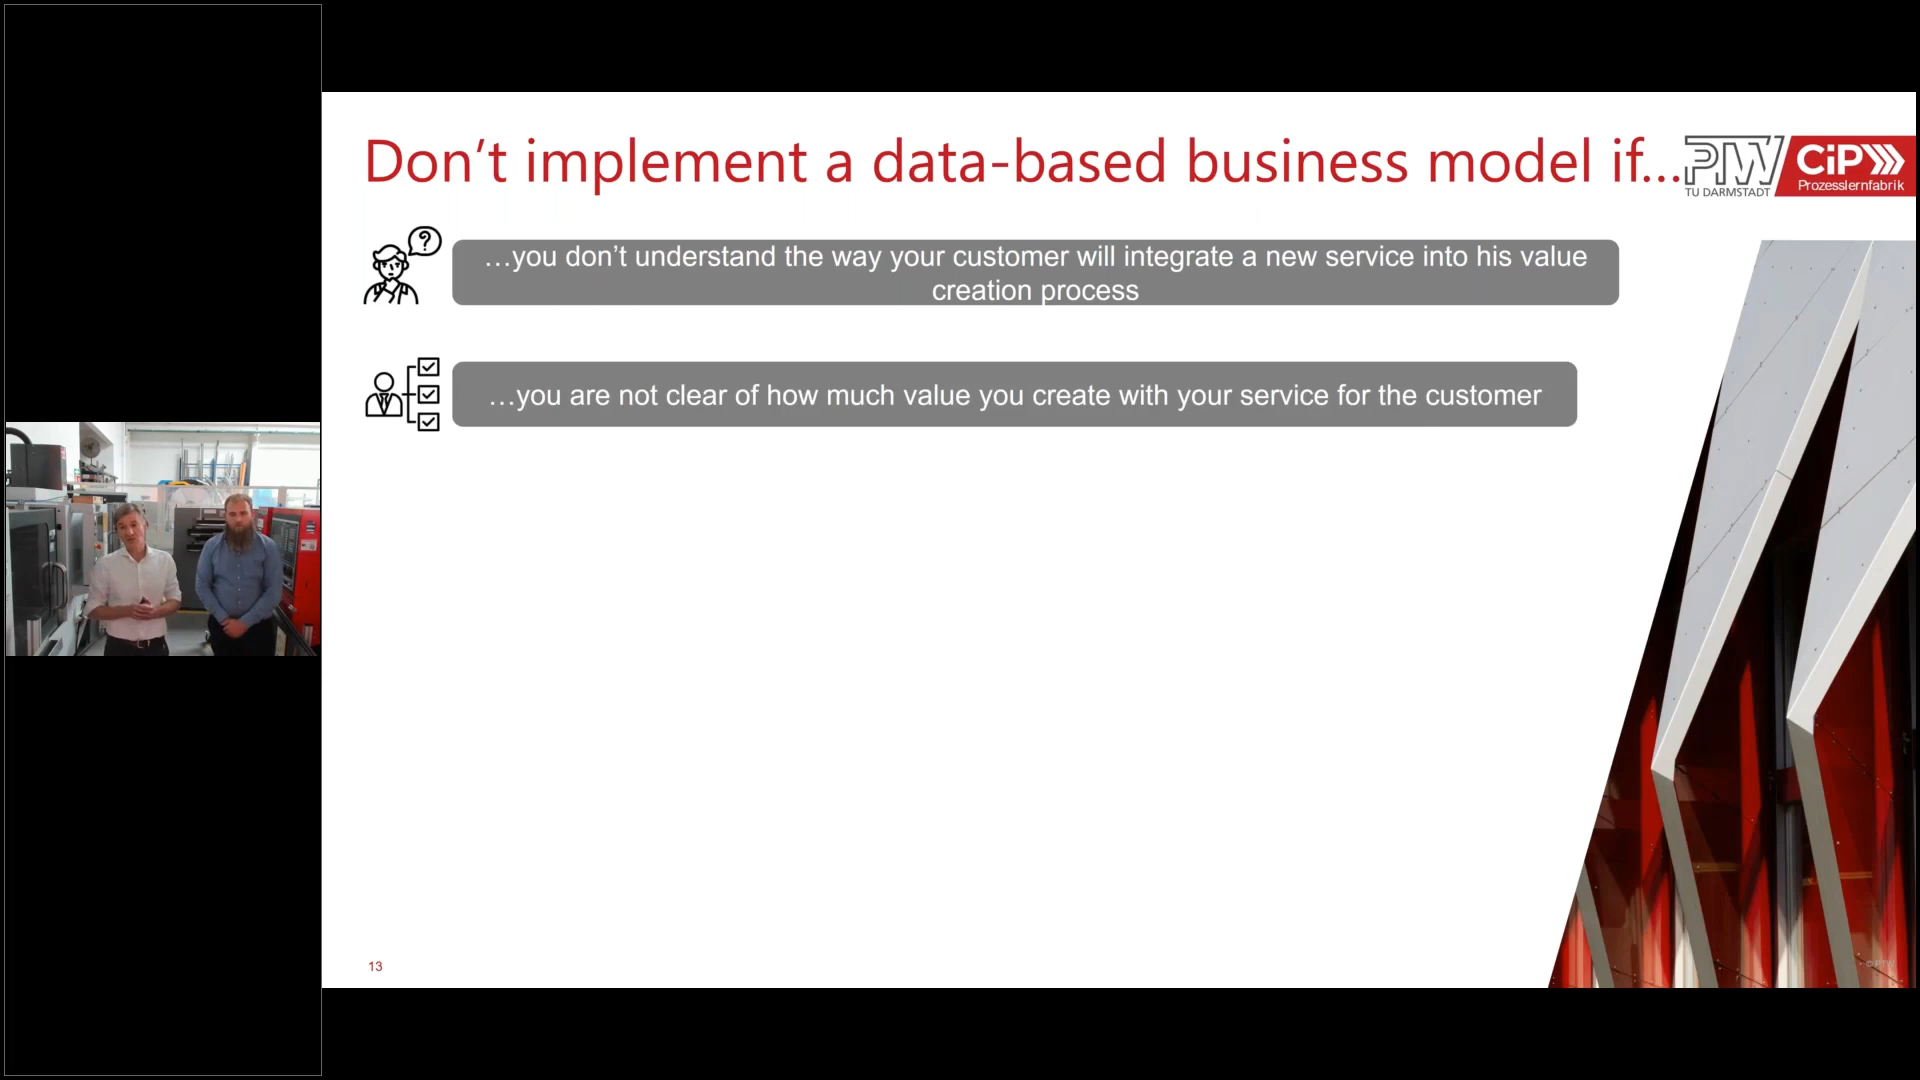 Don’t implement a data-based business model if...
PTW
TU DARMSTADT
CiP
Prozesslernfabrik
?
…you don’t understand the way your customer will integrate a new service into his value
creation process
…you are not clear of how much value you create with your service for the customer
13
© PTW